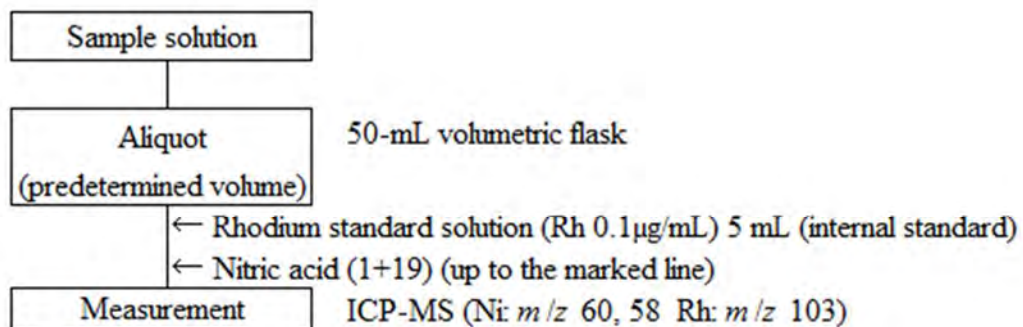 Sample solution
Aliquot
(predetermined volume)
50-mL volumetric flask
← Rhodium standard solution (Rh 0.1μg/mL) 5 mL (internal standard)
← Nitric acid (1+19) (up to the marked line)
Measurement
ICP-MS (Ni: m/z 60, 58 Rh: m/z 103)